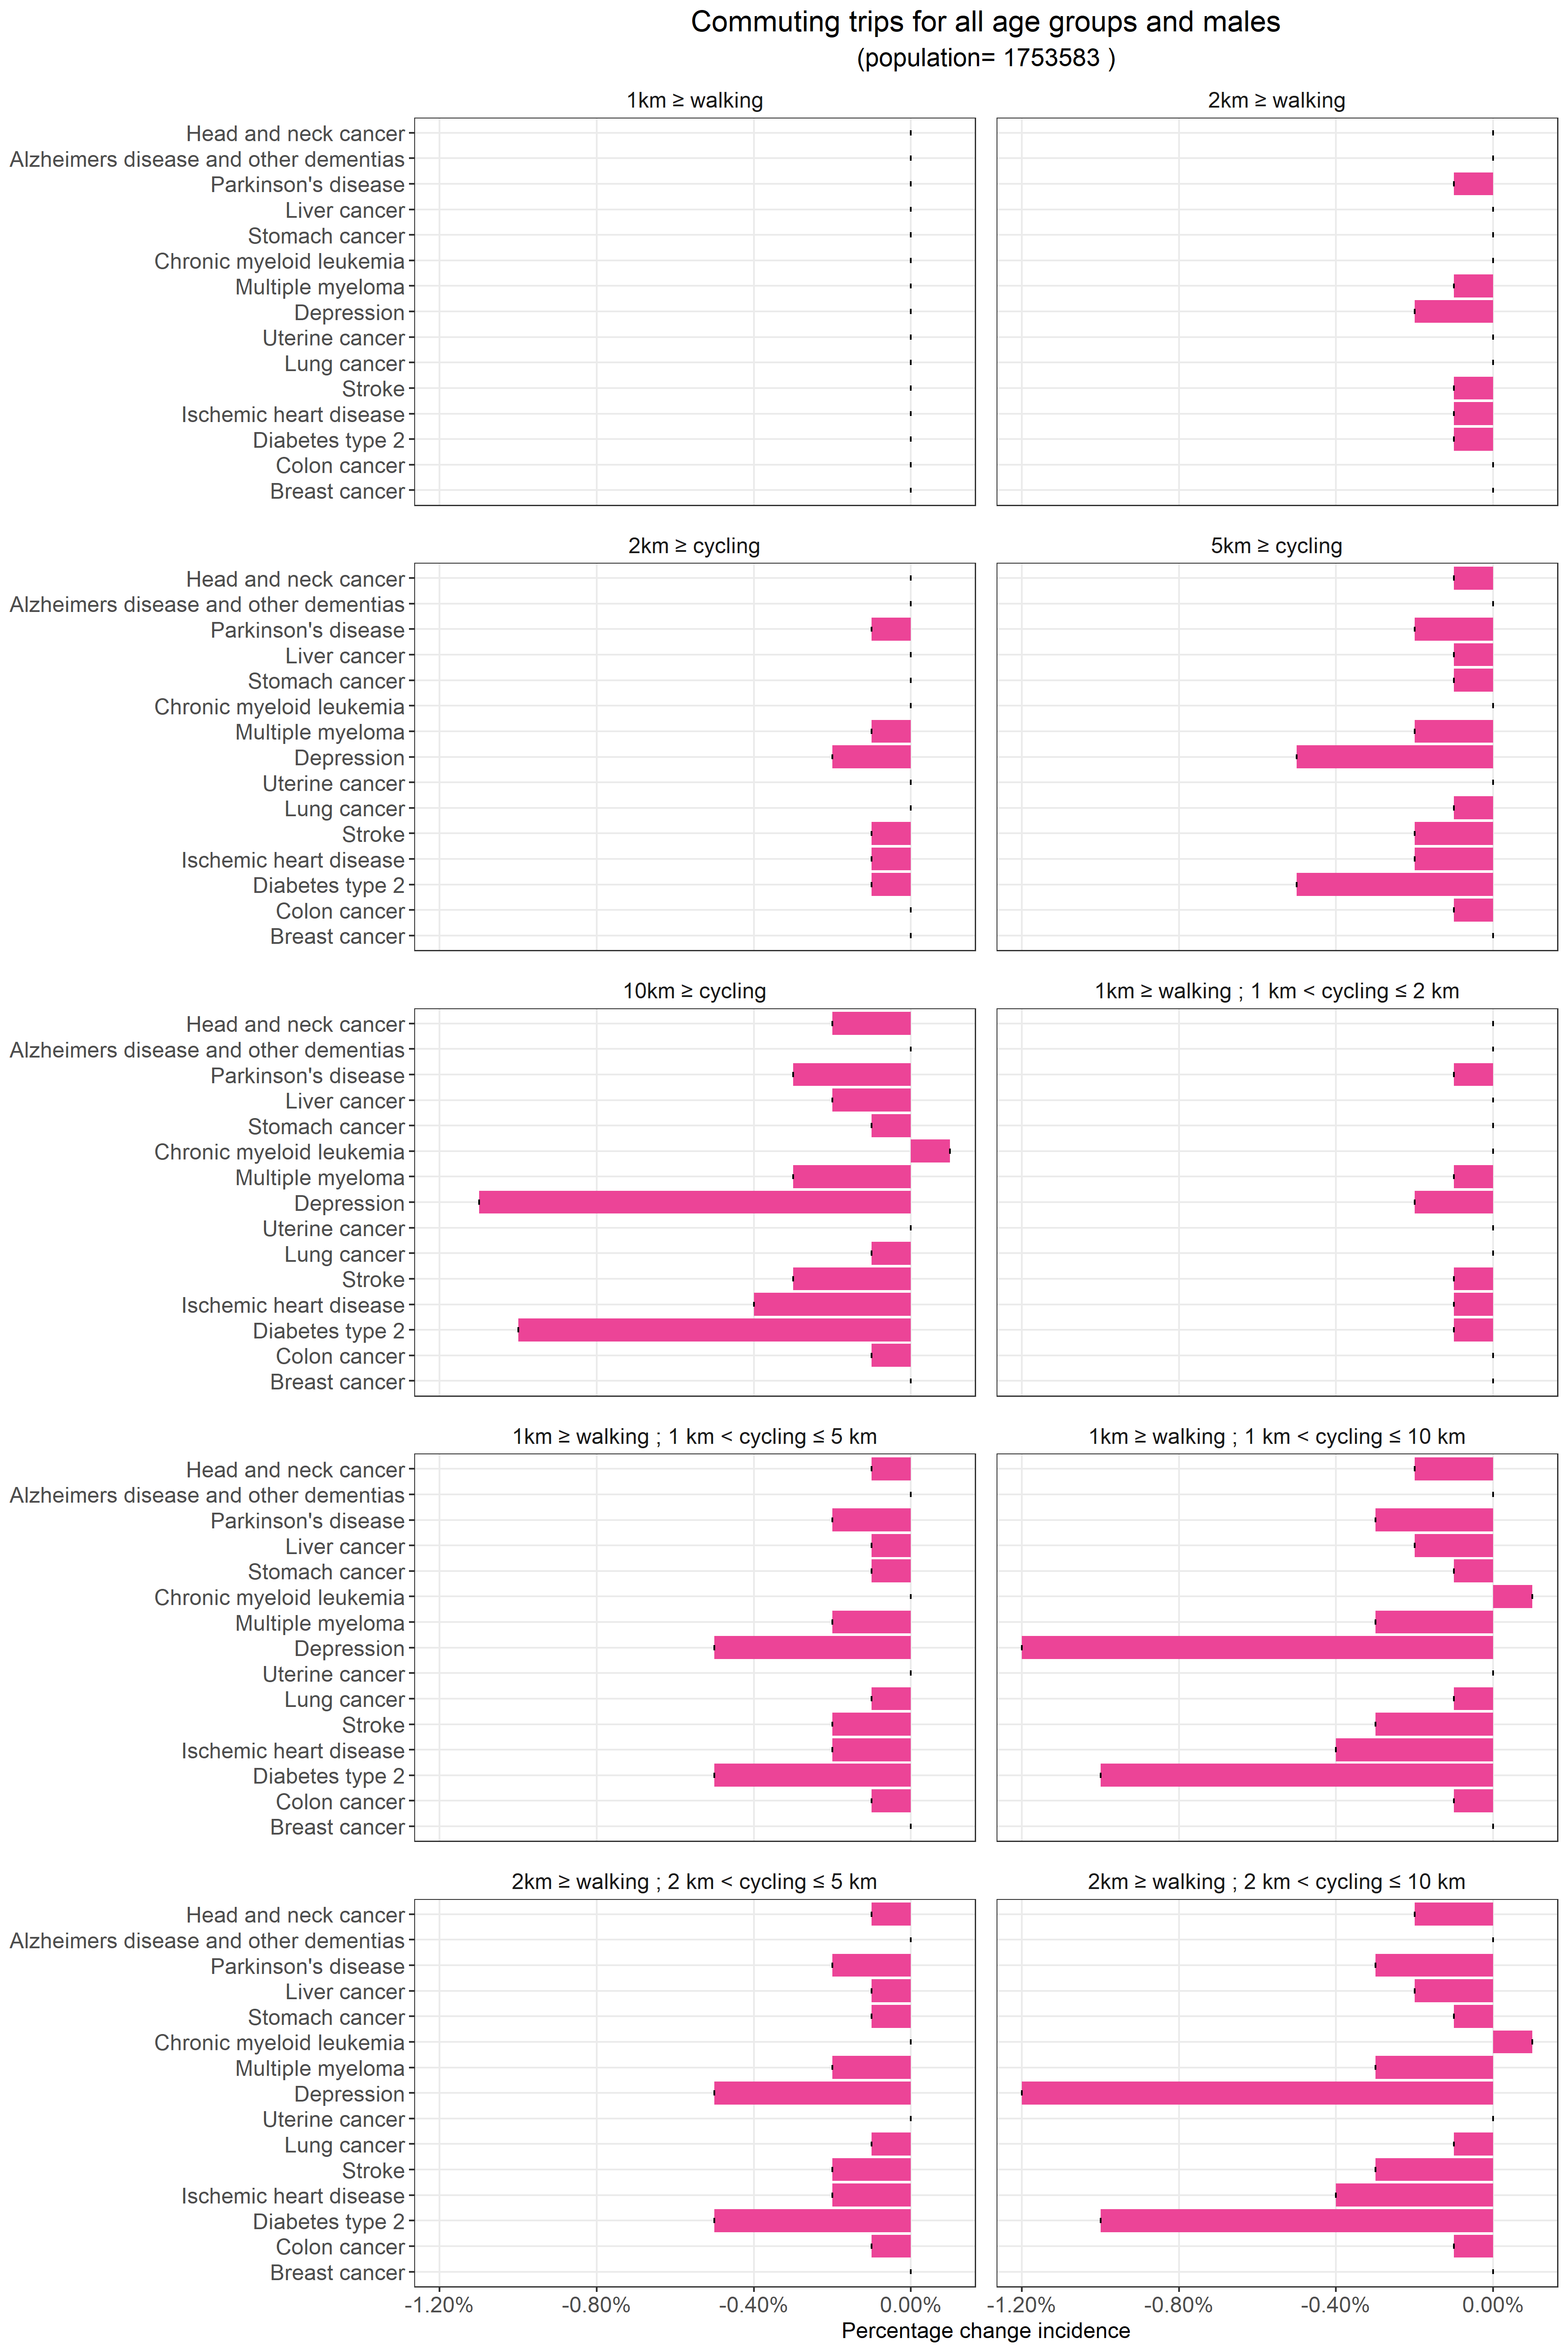 Commuting trips for all age groups and males
(population= 1753583 )
1km ≥ walking
2km ≥ walking
Head and neck cancer
Alzheimers disease and other dementias
Parkinson's disease
Liver cancer
Stomach cancer
Chronic myeloid leukemia
Multiple myeloma
Depression
Uterine cancer
Lung cancer
Stroke
Ischemic heart disease
Diabetes type 2
Colon cancer
Breast cancer
2km ≥ cycling
5km ≥ cycling
Head and neck cancer
Alzheimers disease and other dementias
Parkinson's disease
Liver cancer
Stomach cancer
Chronic myeloid leukemia
Multiple myeloma
Depression
Uterine cancer
Lung cancer
Stroke
Ischemic heart disease
Diabetes type 2
Colon cancer
Breast cancer
10km ≥ cycling
1km ≥ walking ; 1 km < cycling ≤ 2 km
Head and neck cancer
Alzheimers disease and other dementias
Parkinson's disease
Liver cancer
Stomach cancer
Chronic myeloid leukemia
Multiple myeloma
Depression
Uterine cancer
Lung cancer
Stroke
Ischemic heart disease
Diabetes type 2
Colon cancer
Breast cancer
1km ≥ walking ; 1 km < cycling ≤ 5 km
1km ≥ walking ; 1 km < cycling ≤ 10 km
Head and neck cancer
Alzheimers disease and other dementias
Parkinson's disease
Liver cancer
Stomach cancer
Chronic myeloid leukemia
Multiple myeloma
Depression
Uterine cancer
Lung cancer
Stroke
Ischemic heart disease
Diabetes type 2
Colon cancer
Breast cancer
2km ≥ walking ; 2 km < cycling ≤ 5 km
2km ≥ walking ; 2 km < cycling ≤ 10 km
Head and neck cancer
Alzheimers disease and other dementias
Parkinson's disease
Liver cancer
Stomach cancer
Chronic myeloid leukemia
Multiple myeloma
Depression
Uterine cancer
Lung cancer
Stroke
Ischemic heart disease
Diabetes type 2
Colon cancer
Breast cancer
-1.20% -0.80% -0.40% 0.00% -1.20% -0.80% -0.40% 0.00%
Percentage change incidence